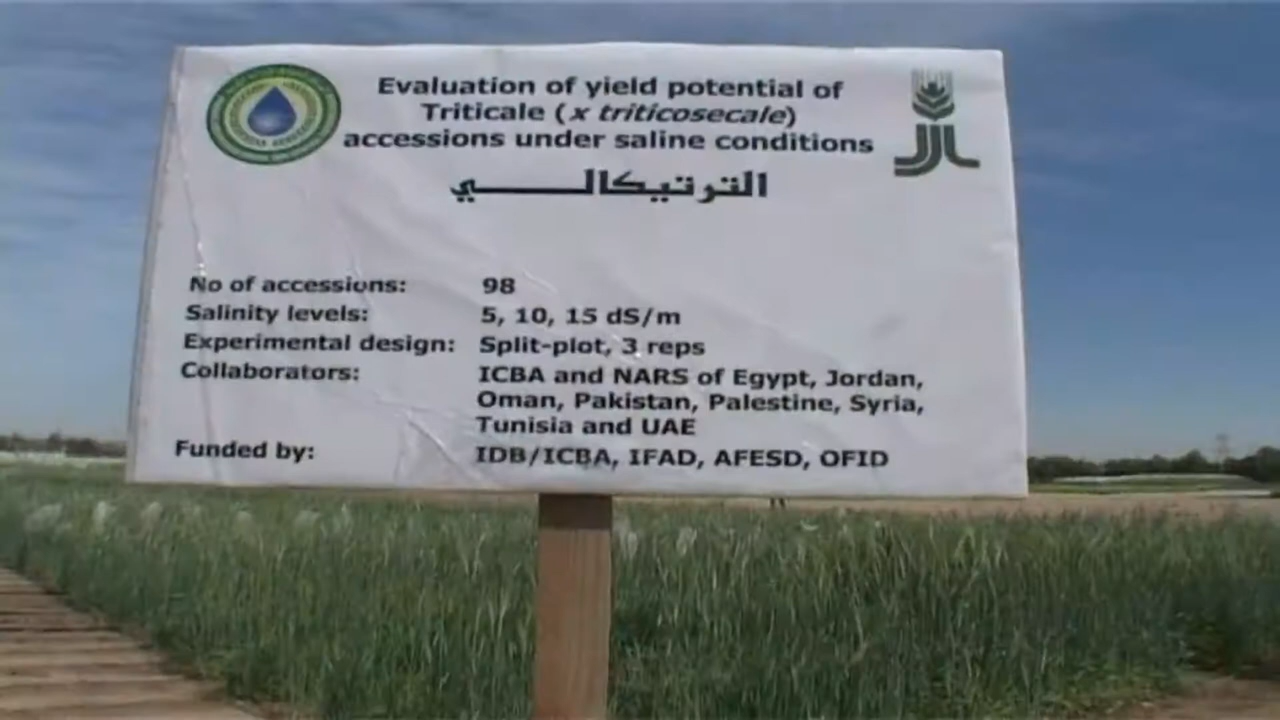 Evaluation of yield potential of
Triticale (x triticosecale)
accessions under saline conditions
الترتيكالي
No of accessions: 98
Salinity levels: 5, 10, 15 dS/m
Experimental design: Split-plot, 3 reps
Collaborators: ICBA and NARS of Egypt, Jordan,
Oman, Pakistan, Palestine, Syria,
Tunisia and UAE
Funded by: IDB/ICBA, IFAD, AFESD, OFID